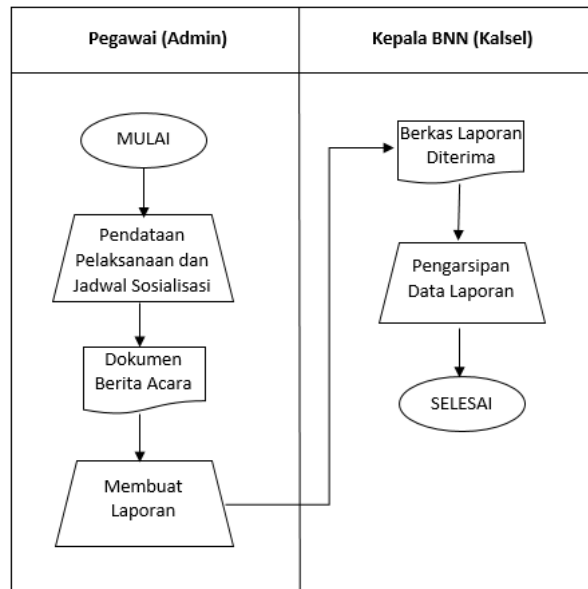 Pegawai (Admin)
Kepala BNN (Kalsel)
MULAI
Pendataan
Pelaksanaan dan
Jadwal Sosialisasi
Dokumen
Berita Acara
Membuat
Laporan
Berkas Laporan
Diterima
Pengarsipan
Data Laporan
SELESAI